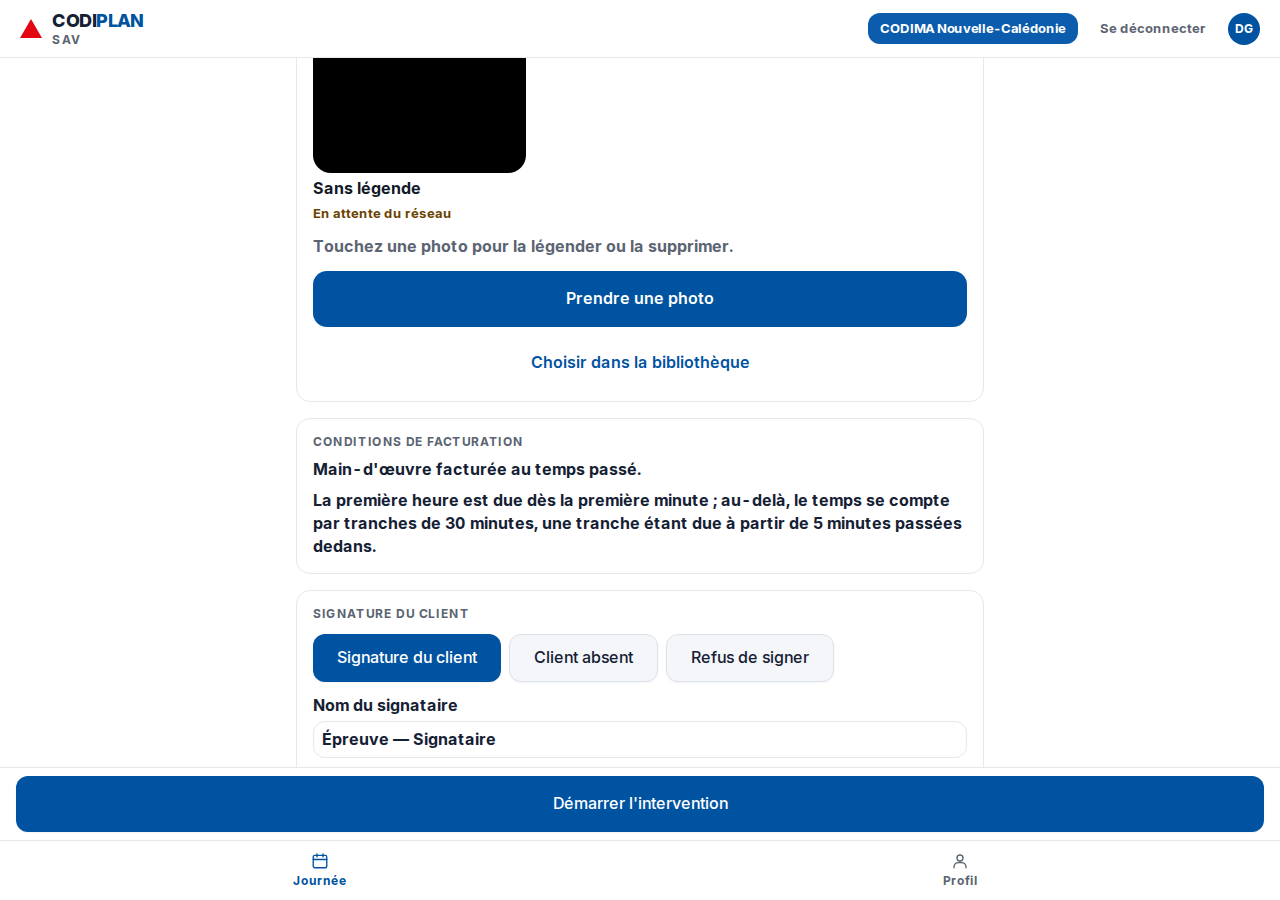 CODIPLAN
SAV
CODIMA Nouvelle-Calédonie
Se déconnecter
DG
Sans légende
En attente du réseau
Touchez une photo pour la légender ou la supprimer.
Prendre une photo
Choisir dans la bibliothèque
CONDITIONS DE FACTURATION
Main-d'œuvre facturée au temps passé.
La première heure est due dès la première minute ; au-delà, le temps se compte
par tranches de 30 minutes, une tranche étant due à partir de 5 minutes passées
dedans.
SIGNATURE DU CLIENT
Signature du client
Client absent
Refus de signer
Nom du signataire
Épreuve — Signataire
Démarrer l'intervention
Journée
Profil